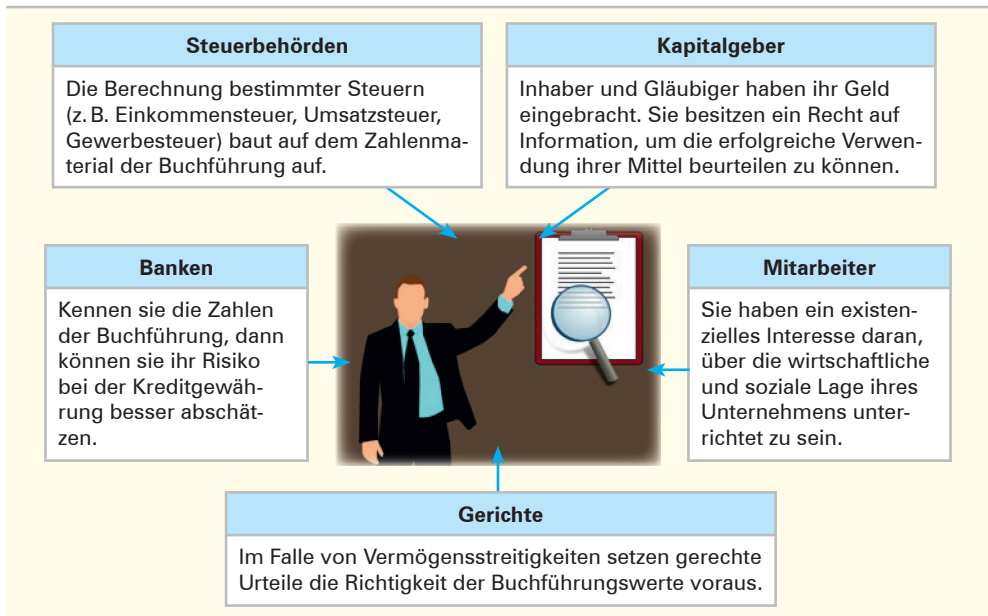 Steuerbehörden
Die Berechnung bestimmter Steuern
(z. B. Einkommensteuer, Umsatzsteuer,
Gewerbesteuer) baut auf dem Zahlenma-
terial der Buchführung auf.
Kapitalgeber
Inhaber und Gläubiger haben ihr Geld
eingebracht. Sie besitzen ein Recht auf
Information, um die erfolgreiche Verwen-
dung ihrer Mittel beurteilen zu können.
Banken
Kennen sie die Zahlen
der Buchführung, dann
können sie ihr Risiko
bei der Kreditgewäh-
rung besser abschät-
zen.
Mitarbeiter
Sie haben ein existen-
zielles Interesse daran,
über die wirtschaftliche
und soziale Lage ihres
Unternehmens unter-
richtet zu sein.
Gerichte
Im Falle von Vermögensstreitigkeiten setzen gerechte
Urteile die Richtigkeit der Buchführungswerte voraus.